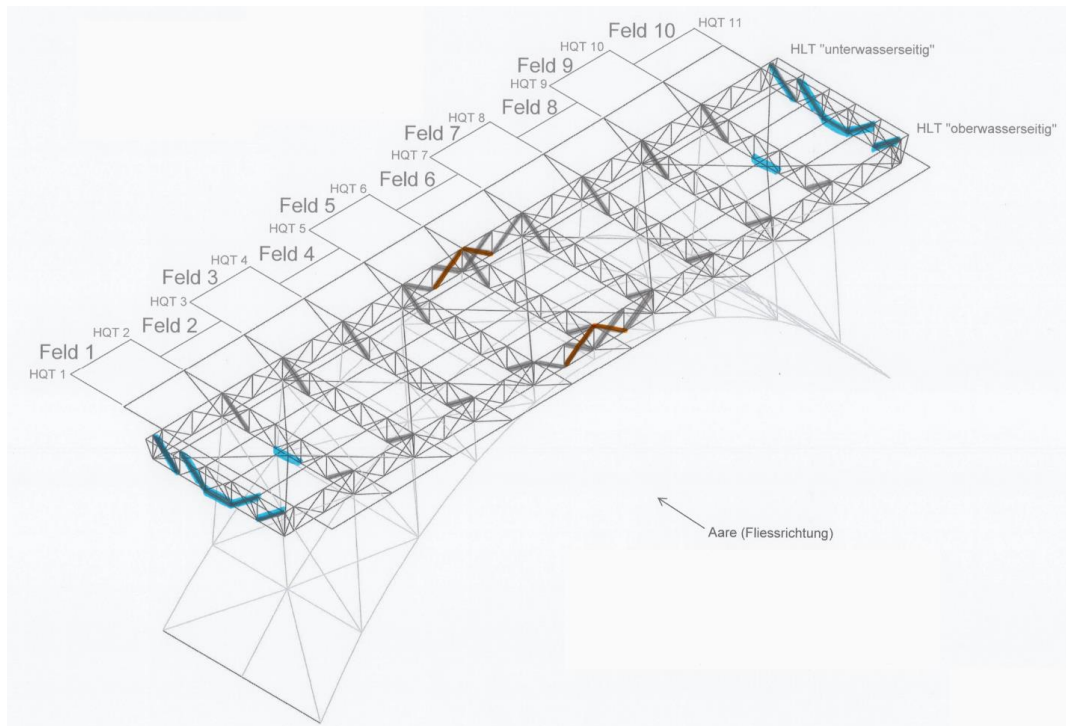 HQT 11
Feld 10
HQT 10
HLT "unterwasserseitig"
Feld 9
HQT 9
Feld 8
HLT "oberwasserseitig"
HQT 8
Feld 7
HQT 7
Feld 6
HQT 6
Feld 5
HQT 5
Feld 4
HQT 4
Feld 3
HQT 3
Feld 2
HQT 2
Feld 1
HQT 1
Aare (Fliessrichtung)